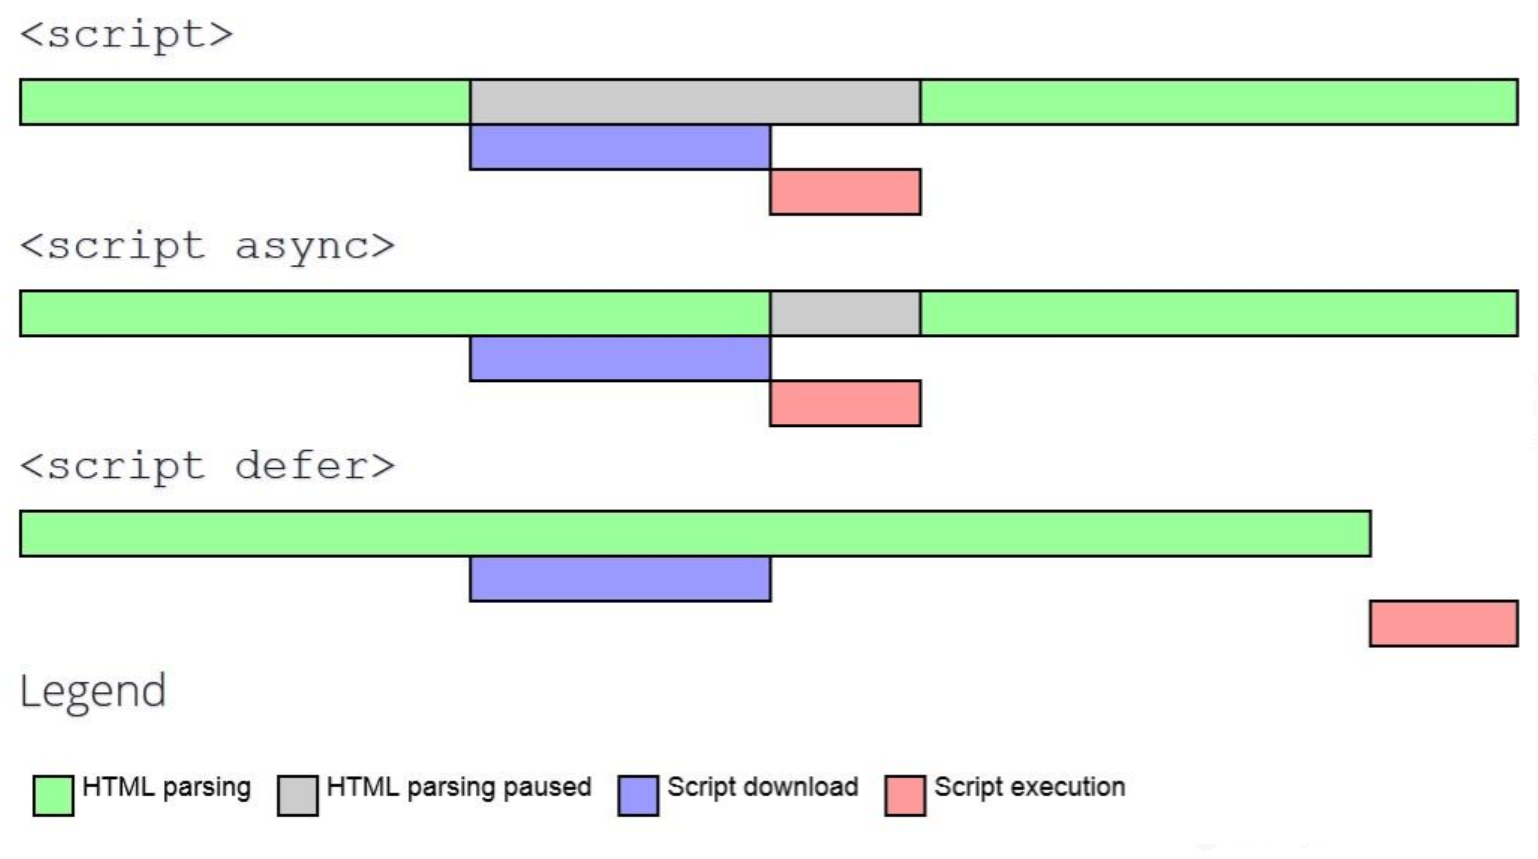 <script>
<script async>
<script defer>
Legend
HTML parsing HTML parsing paused Script download Script execution